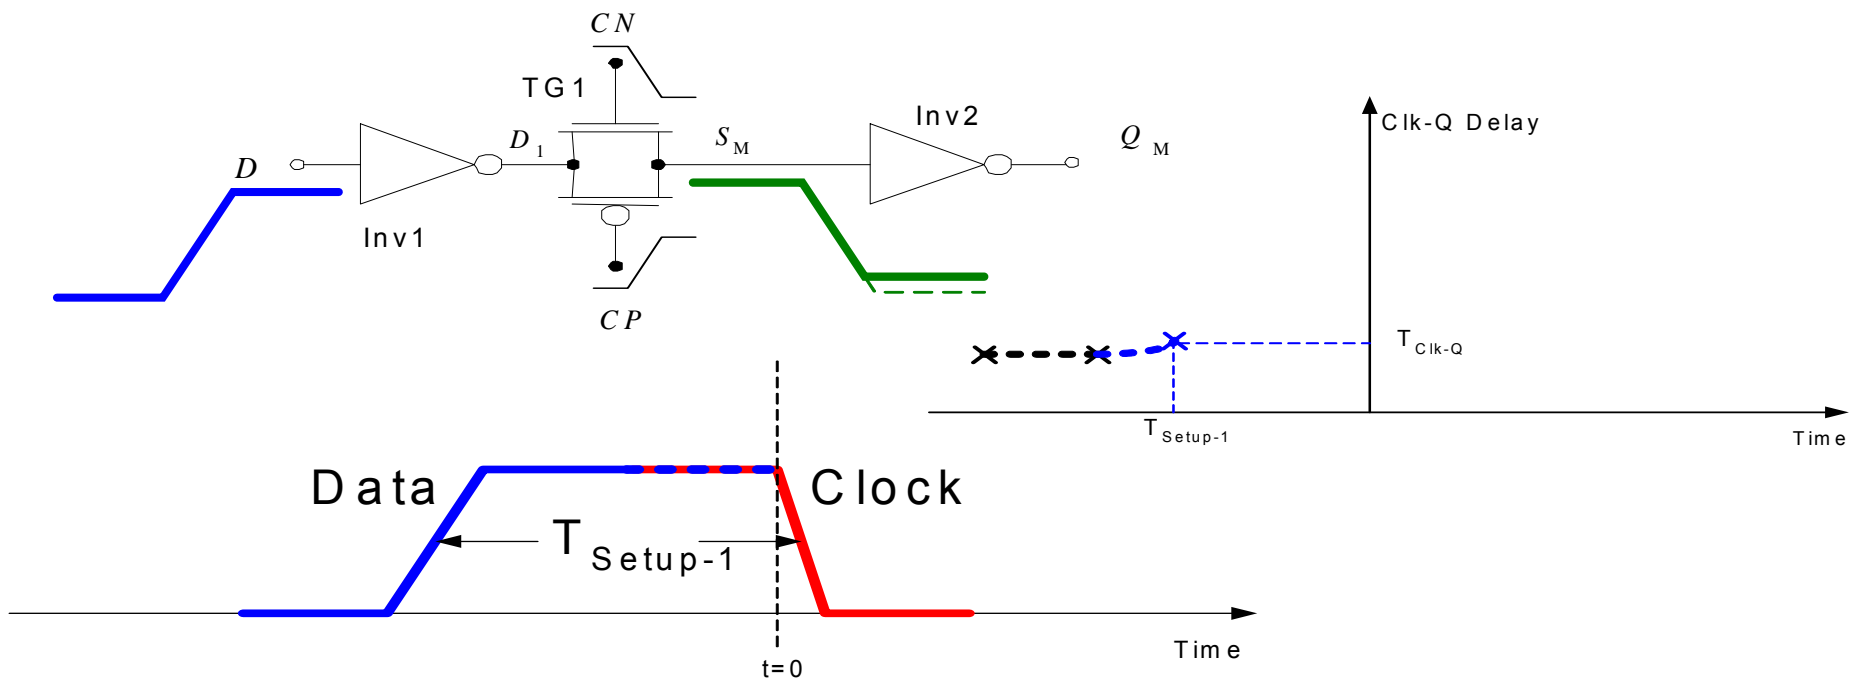 CN
TG1
Inv2
Clk-Q Delay
D
D1
SM
QM
Inv1
CP
TClk-Q
TSetup-1
Time
Data
Clock
TSetup-1
Time
t=0